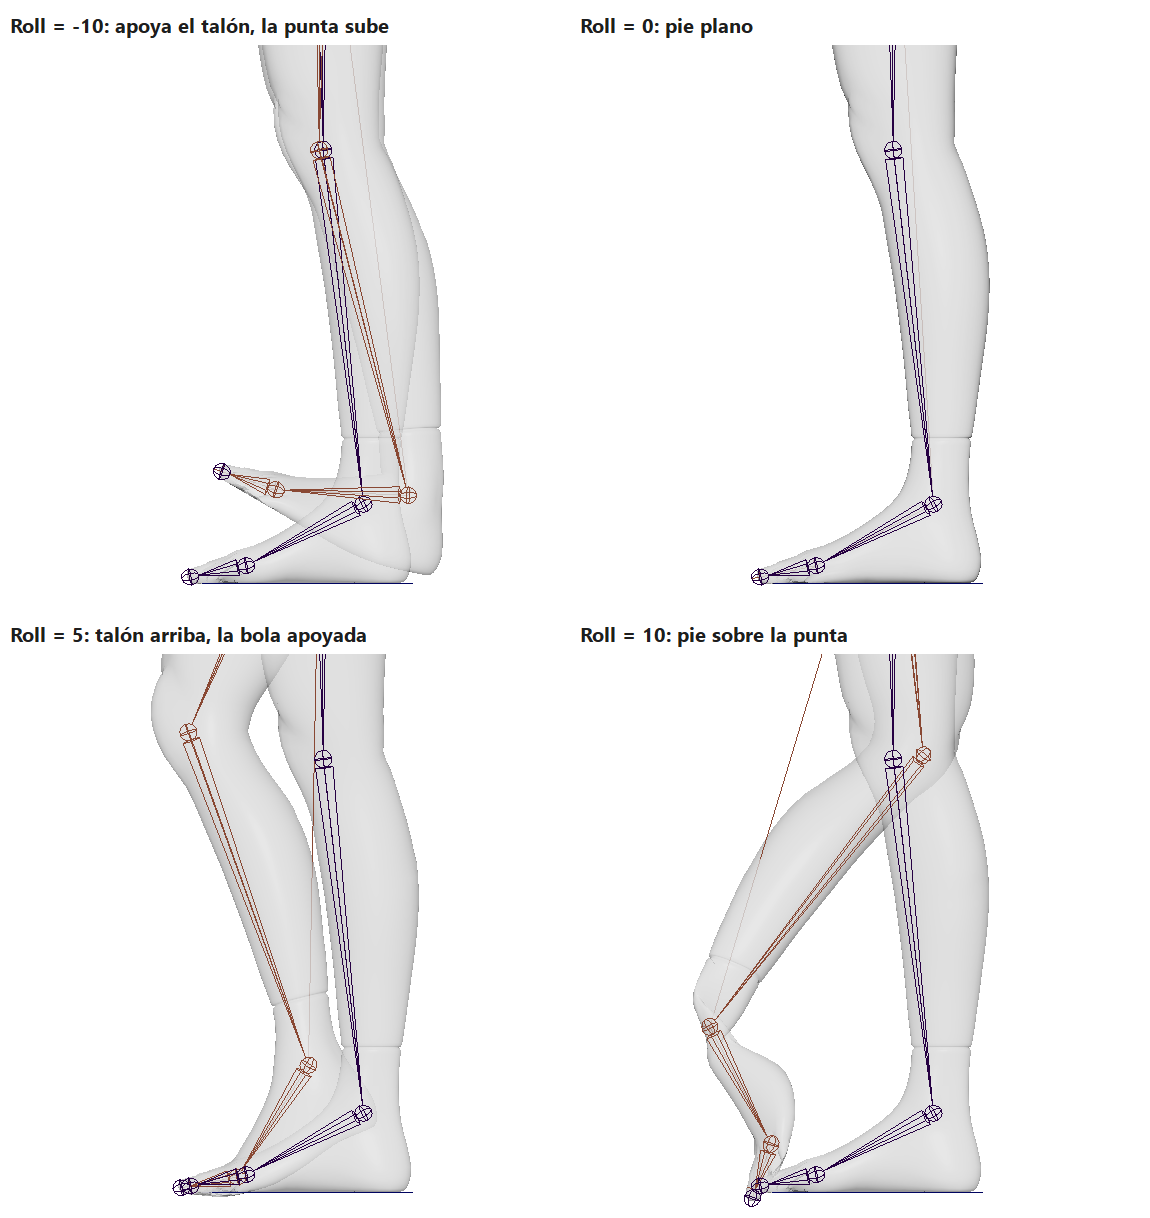 Roll = -10: apoya el talón, la punta sube
Roll = 0: pie plano
Roll = 5: talón arriba, la bola apoyada
Roll = 10: pie sobre la punta